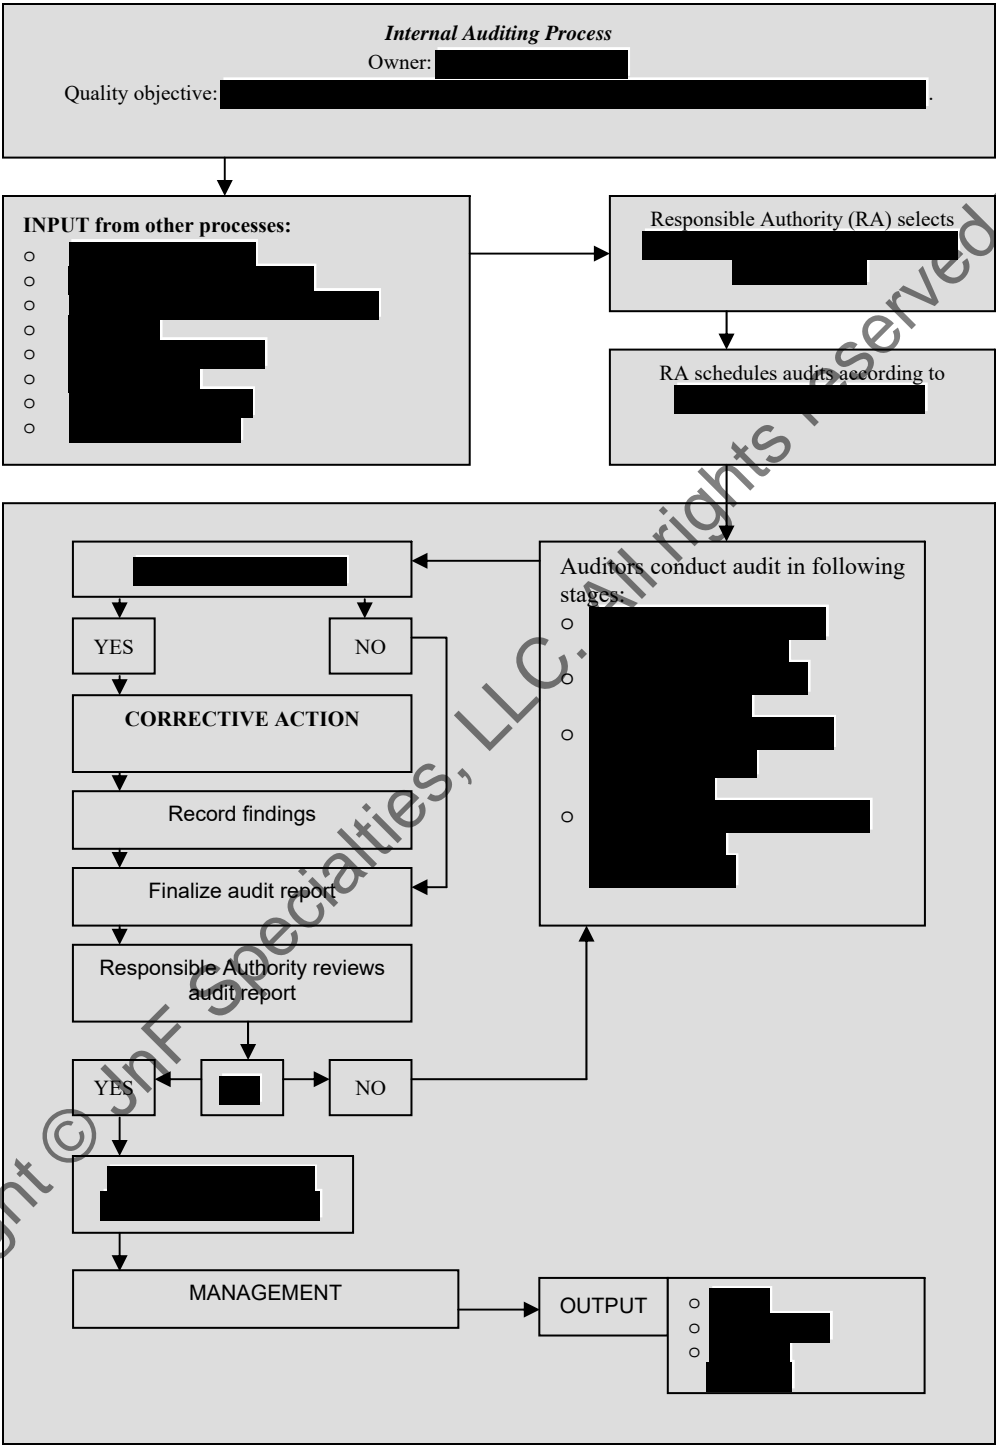 Internal Auditing Process
Owner:
Quality objective: .
INPUT from other processes:
Responsible Authority (RA) selects
RA schedules audits according to
Auditors conduct audit in following
stages:
YES
NO
CORRECTIVE ACTION
Record findings
Finalize audit report
Responsible Authority reviews
audit report
YES
NO
MANAGEMENT
OUTPUT
ght © JnF Specialties, LLC. All rights reserved